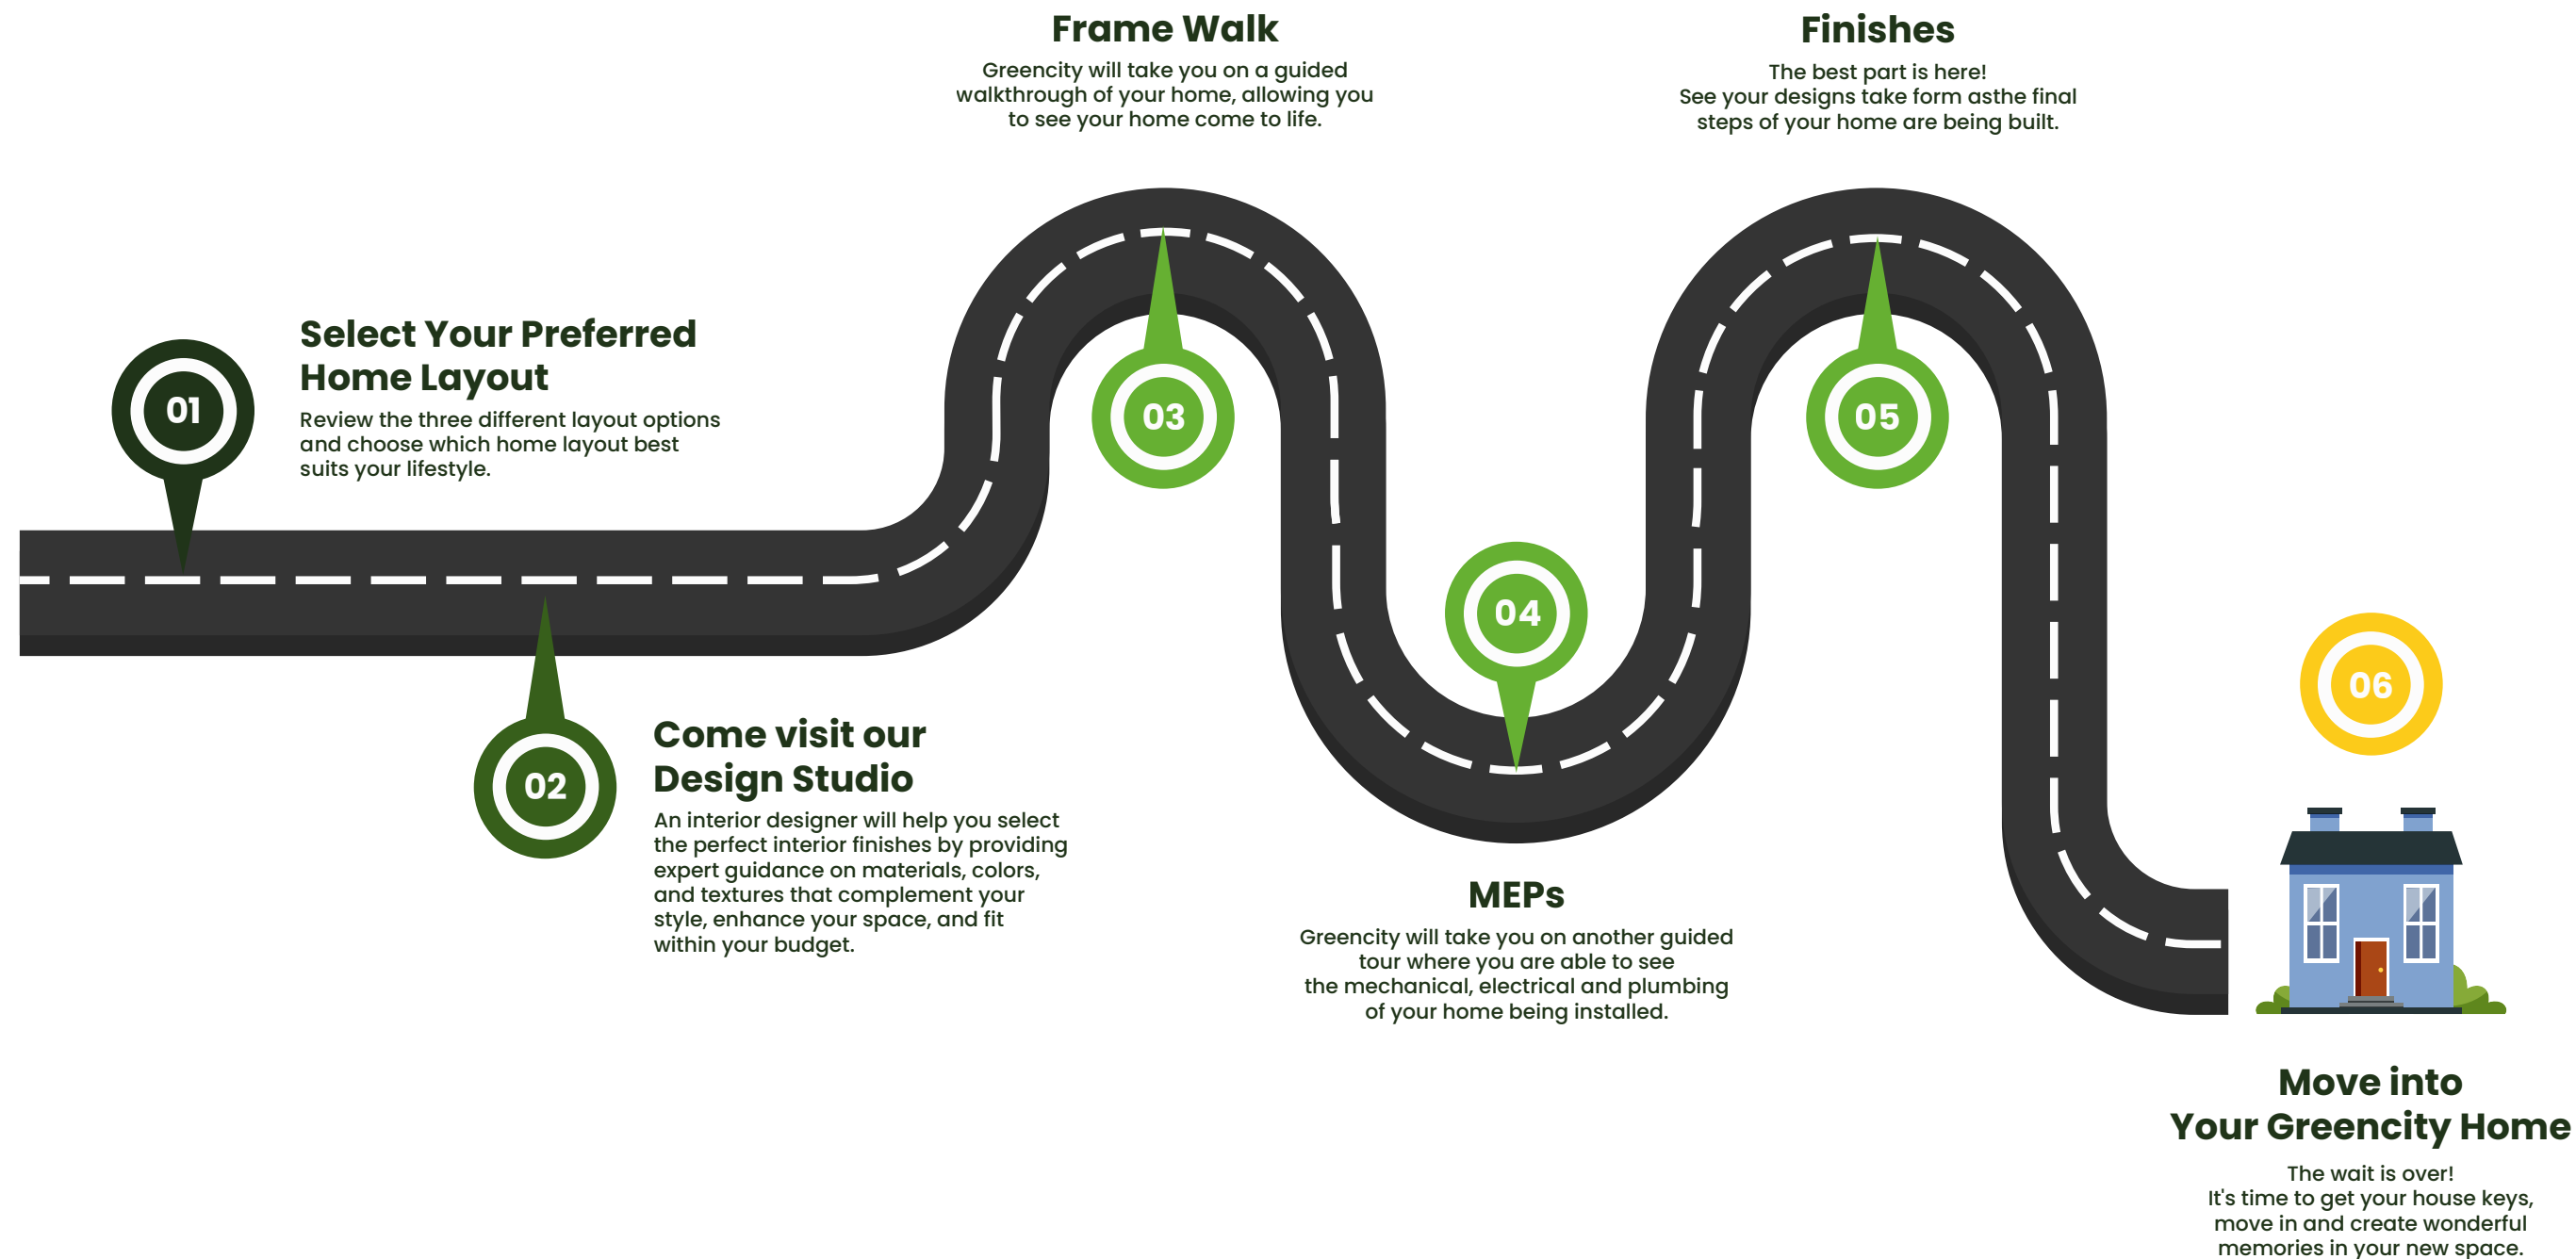 01
Select Your Preferred
Home Layout
Review the three different layout options
and choose which home layout best
suits your lifestyle.
02
Come visit our
Design Studio
An interior designer will help you select
the perfect interior finishes by providing
expert guidance on materials, colors,
and textures that complement your
style, enhance your space, and fit
within your budget.
Frame Walk
Greencity will take you on a guided
walkthrough of your home, allowing you
to see your home come to life.
03
04
MEPs
Greencity will take you on another guided
tour where you are able to see
the mechanical, electrical and plumbing
of your home being installed.
Finishes
The best part is here!
See your designs take form asthe final
steps of your home are being built.
05
06
Move into
Your Greencity Home
The wait is over!
It's time to get your house keys,
move in and create wonderful
memories in your new space.